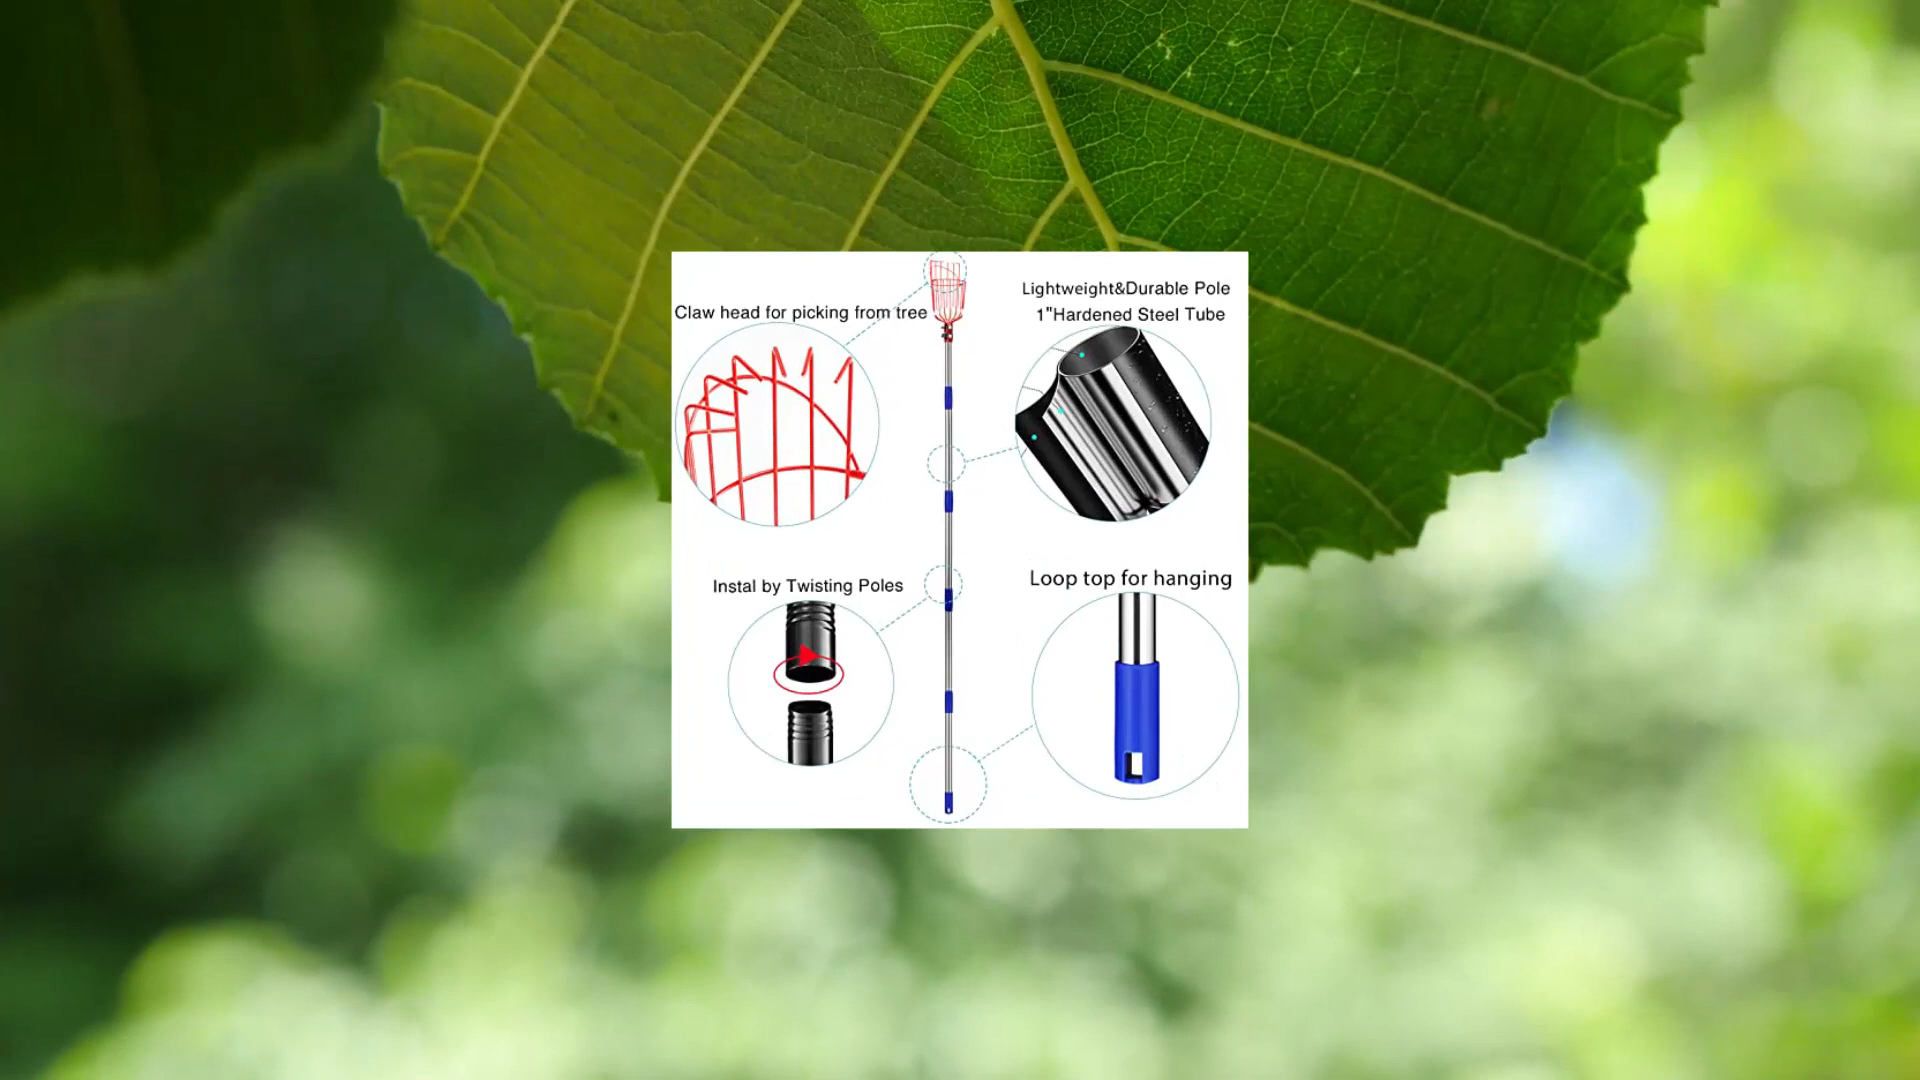 Claw head for picking from tree
Lightweight&Durable Pole
1"Hardened Steel Tube
Instal by Twisting Poles
Loop top for hanging